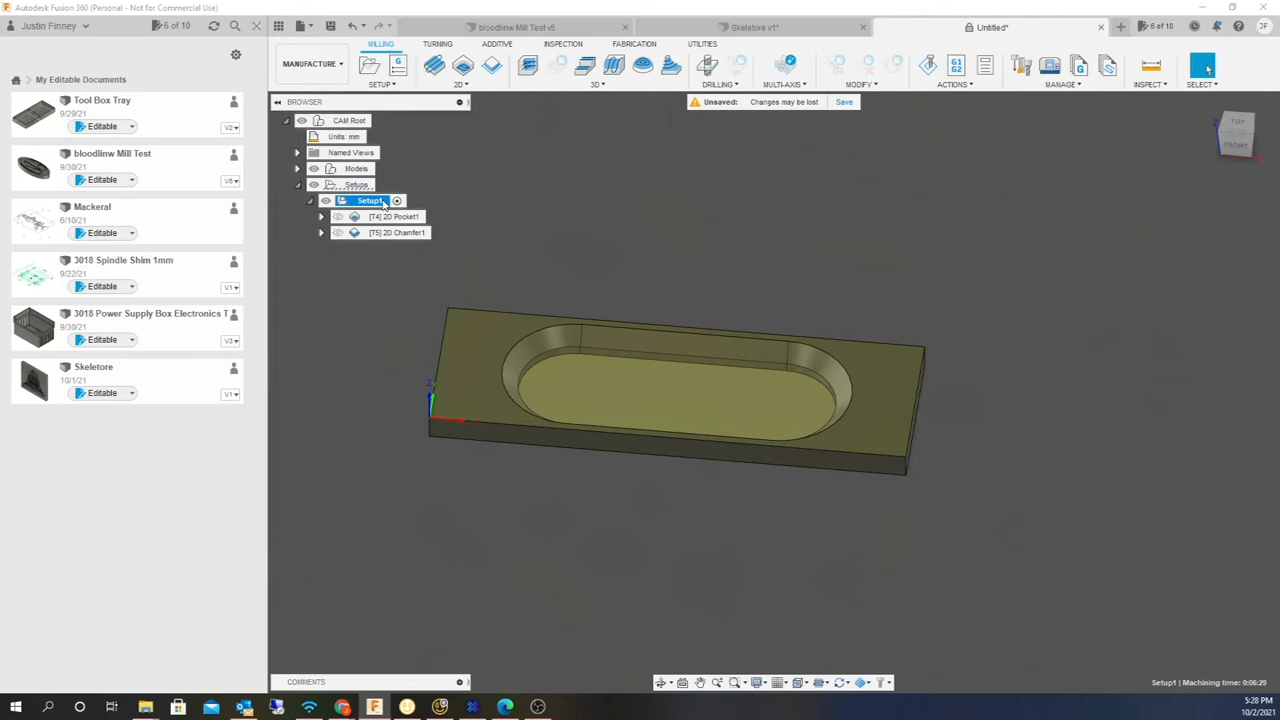 Autodesk Fusion 360 (Personal - Not for Commercial Use)
Justin Finney 6 of 10
bloodlinw Mill Test v5 Skeletore v1* Untitled* 6 of 10 JF
MILLING TURNING ADDITIVE INSPECTION FABRICATION UTILITIES
MANUFACTURE
SETUP 2D 3D DRILLING MULTI-AXIS MODIFY ACTIONS MANAGE INSPECT SELECT
My Editable Documents
BROWSER
Unsaved: Changes may be lost Save
Tool Box Tray
9/29/21
Editable V2
bloodlinw Mill Test
9/30/21
Editable V5
Mackeral
6/10/21
Editable
3018 Spindle Shim 1mm
9/22/21
Editable V1
3018 Power Supply Box Electronics T
9/30/21
Editable V3
Skeletore
10/1/21
Editable V1
CAM Root
Units: mm
Named Views
Models
Setups
Setup1
[T4] 2D Pocket1
[T5] 2D Chamfer1
TOP
FRONT
Z
Z
COMMENTS
Setup1 | Machining time: 0:06:29
5:28 PM
10/2/2021